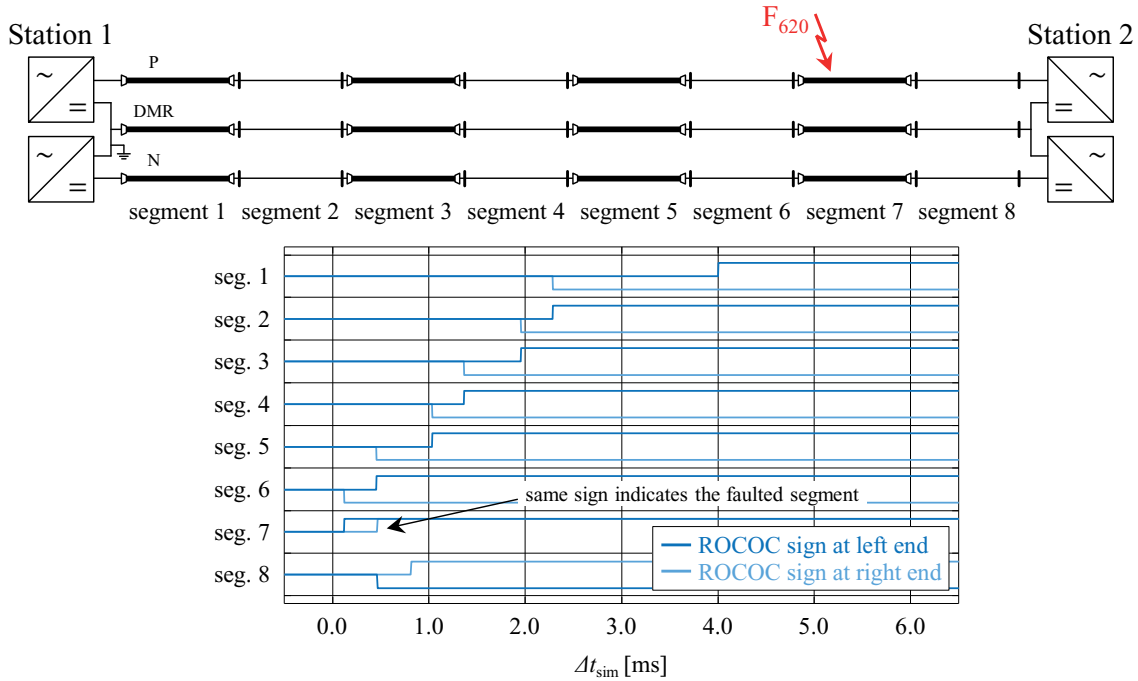 F620
Station 1
Station 2
P
~
=
~
=
DMR
~
=
N
~
=
segment 1 segment 2 segment 3 segment 4 segment 5 segment 6 segment 7 segment 8
seg. 1
seg. 2
seg. 3
seg. 4
seg. 5
seg. 6
same sign indicates the faulted segment
seg. 7
ROCOC sign at left end
ROCOC sign at right end
seg. 8
0.0 1.0 2.0 3.0 4.0 5.0 6.0
Δtsim [ms]